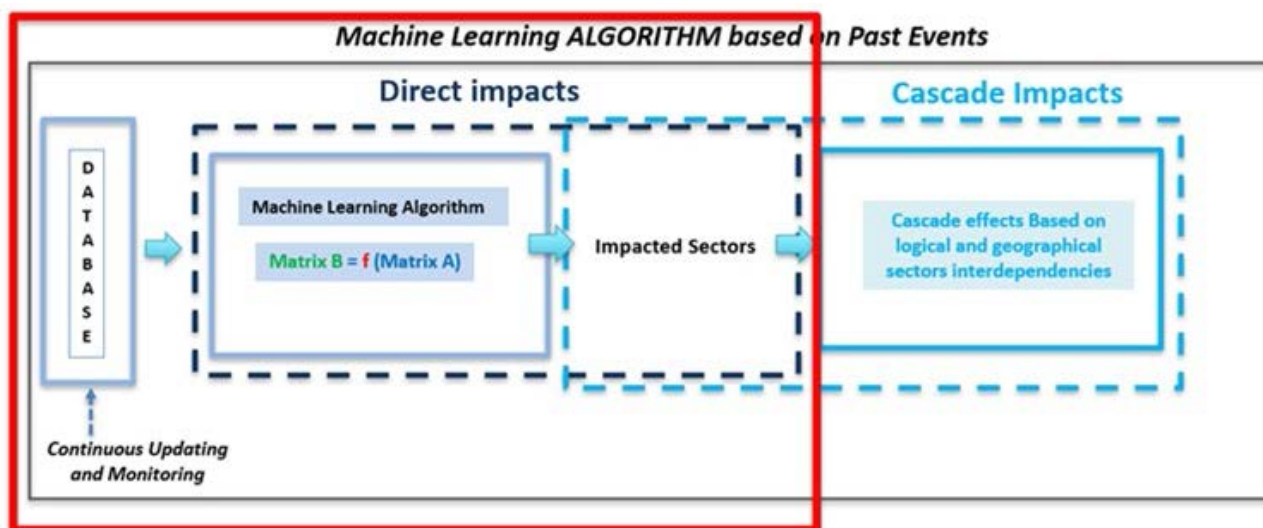 Machine Learning ALGORITHM based on Past Events
Direct impacts
Cascade Impacts
DATABASE
Machine Learning Algorithm
Matrix B = f (Matrix A)
Impacted Sectors
Cascade effects Based on
logical and geographical
sectors interdependencies
Continuous Updating
and Monitoring